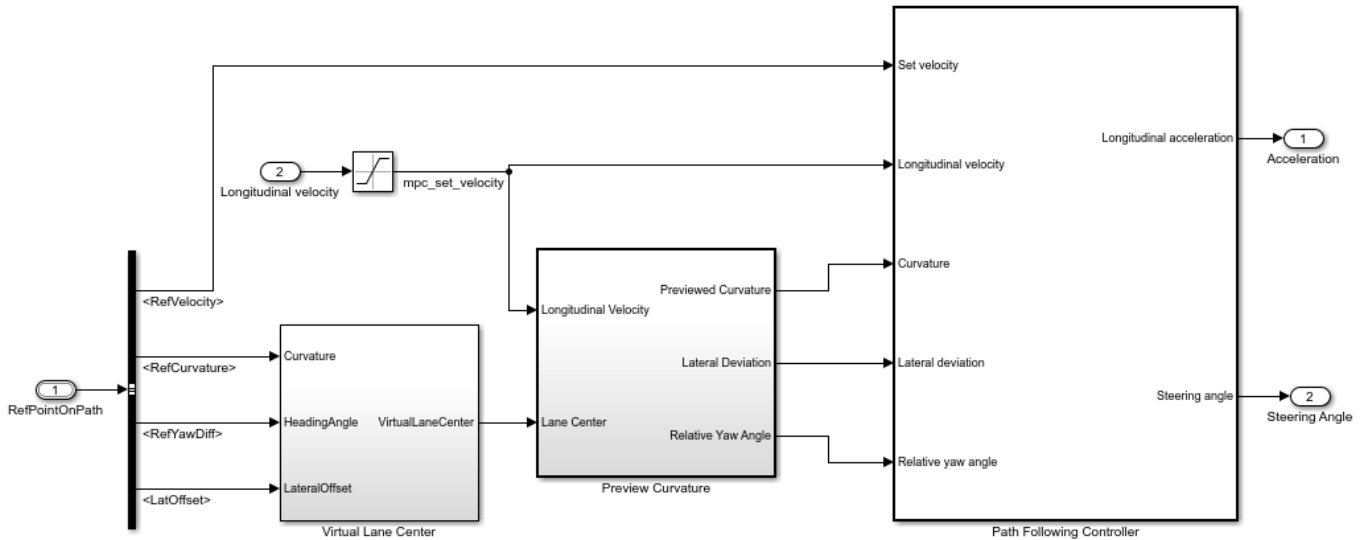 Set velocity
Longitudinal acceleration
1
Acceleration
Longitudinal velocity
2
Longitudinal velocity
mpc_set_velocity
Curvature
<RefVelocity>
Previewed Curvature
Longitudinal Velocity
Curvature
<RefCurvature>
Lateral Deviation
Lateral deviation
1
RefPointOnPath
Steering angle
2
Steering Angle
HeadingAngle
VirtualLaneCenter
Lane Center
<RefYawDiff>
Relative Yaw Angle
Relative yaw angle
LateralOffset
<LatOffset>
Preview Curvature
Virtual Lane Center
Path Following Controller